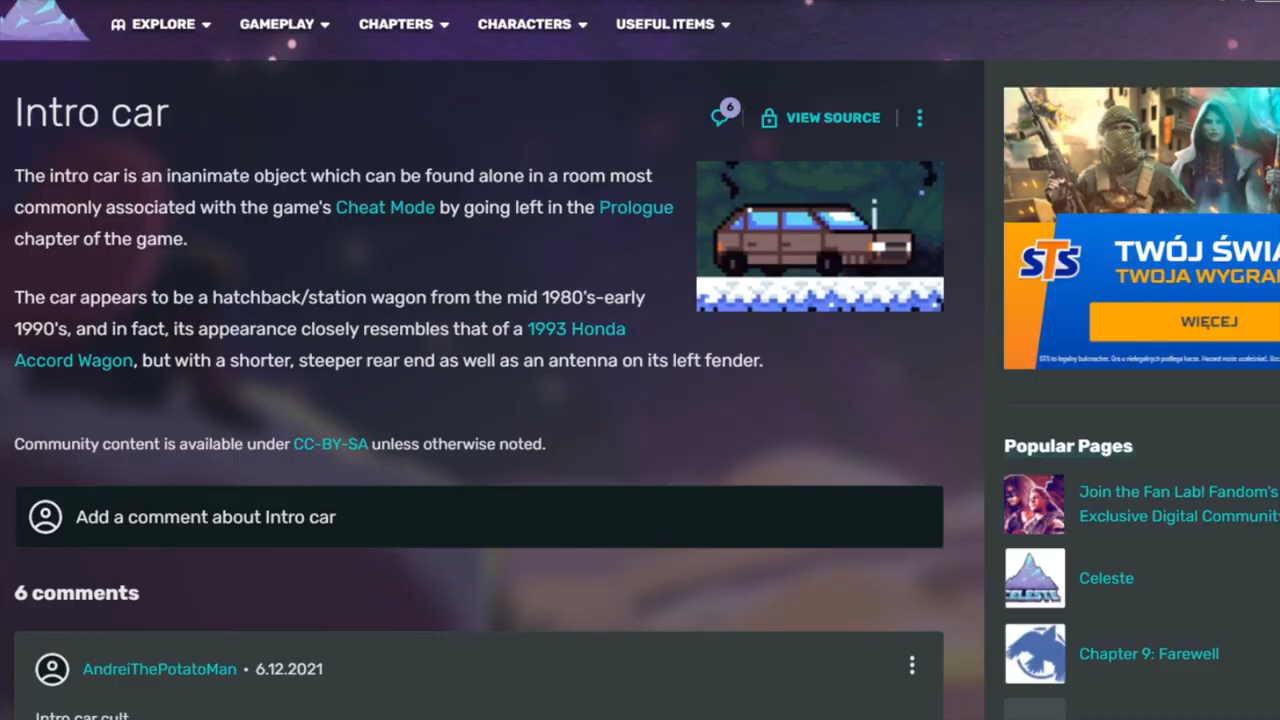 EXPLORE GAMEPLAY CHAPTERS CHARACTERS USEFUL ITEMS
Intro car
6
VIEW SOURCE
The intro car is an inanimate object which can be found alone in a room most
commonly associated with the game's Cheat Mode by going left in the Prologue
chapter of the game.
The car appears to be a hatchback/station wagon from the mid 1980's-early
1990's, and in fact, its appearance closely resembles that of a 1993 Honda
Accord Wagon, but with a shorter, steeper rear end as well as an antenna on its left fender.
Community content is available under CC-BY-SA unless otherwise noted.
Add a comment about Intro car
6 comments
AndreiThePotatoMan • 6.12.2021
Intro car cult
STS
TWÓJ ŚWIA
TWOJA WYGRA
WIĘCEJ
Popular Pages
Join the Fan Lab! Fandom's
Exclusive Digital Communit
CELESTE
Celeste
Chapter 9: Farewell